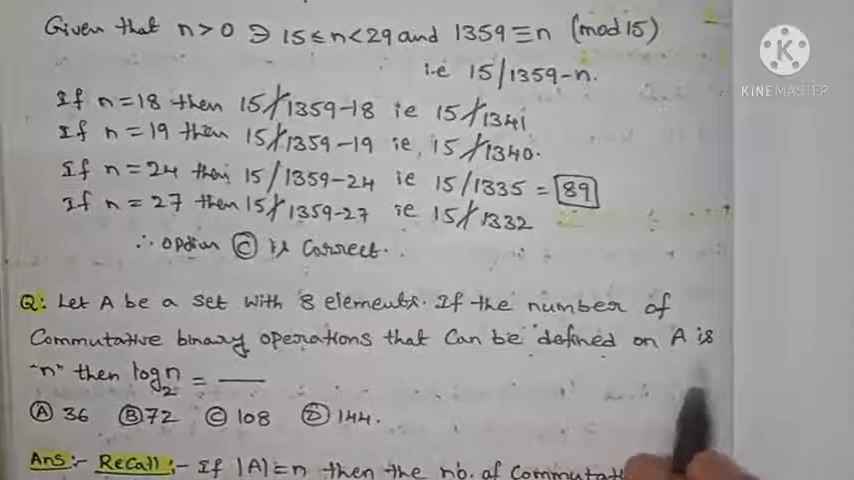 Given that n > 0 ∋ 15 ≤ n < 29 and 1359 ≡ n (mod 15)
i.e 15/1359-n.
KINEMASTER
If n=18 then 15∤1359-18 ie 15∤1341
If n=19 then 15∤1359-19 ie, 15∤1340.
If n=24 then 15/1359-24 ie 15/1335 = 89
If n=27 then 15∤1359-27 ie 15∤1332
∴ option Ⓒ is correct.
Q: Let A be a set with 8 elements. If the number of
Commutative binary operations that can be defined on A is
"n" then log₂n = ___
Ⓐ 36 Ⓑ 72 Ⓒ 108 Ⓓ 144.
Ans:- Recall:- If |A|=n then the no. of Commutati